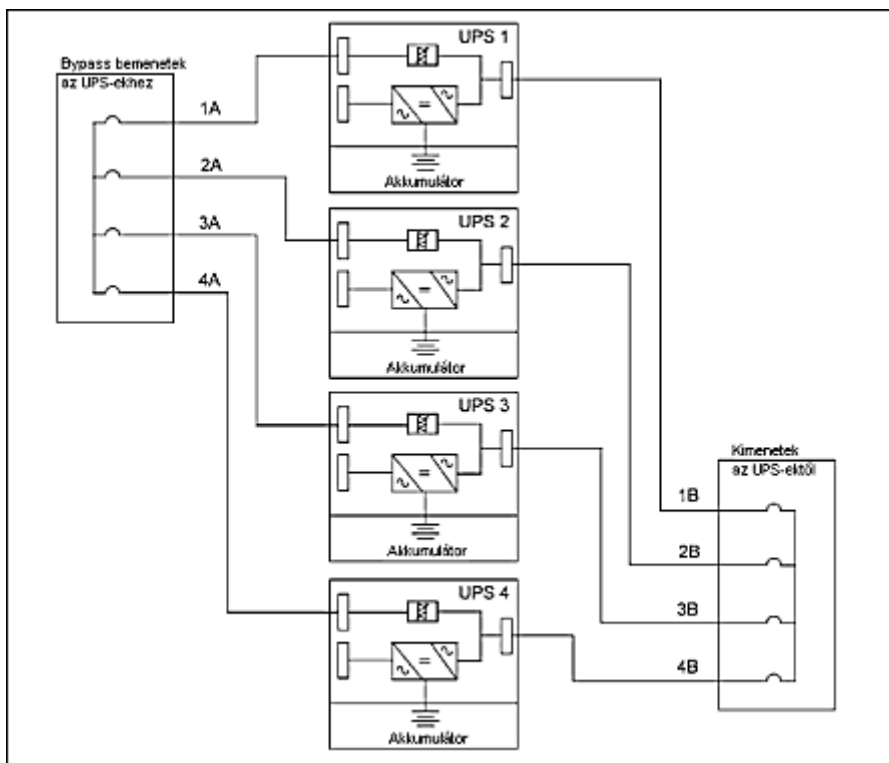 Bypass bemenetek
az UPS-ekhez
1A
2A
3A
4A
UPS 1
Akkumulátor
UPS 2
Akkumulátor
UPS 3
Akkumulátor
UPS 4
Akkumulátor
Kimenetek
az UPS-ektől
1B
2B
3B
4B